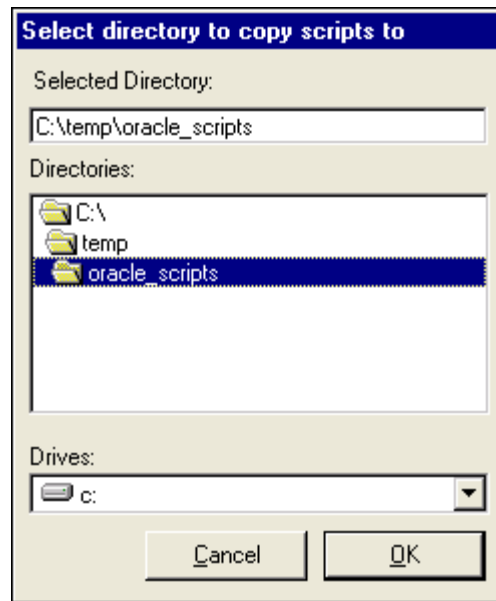 Select directory to copy scripts to
Selected Directory:
C:\temp\oracle_scripts
Directories:
C:\
temp
oracle_scripts
Drives:
c:
Cancel OK